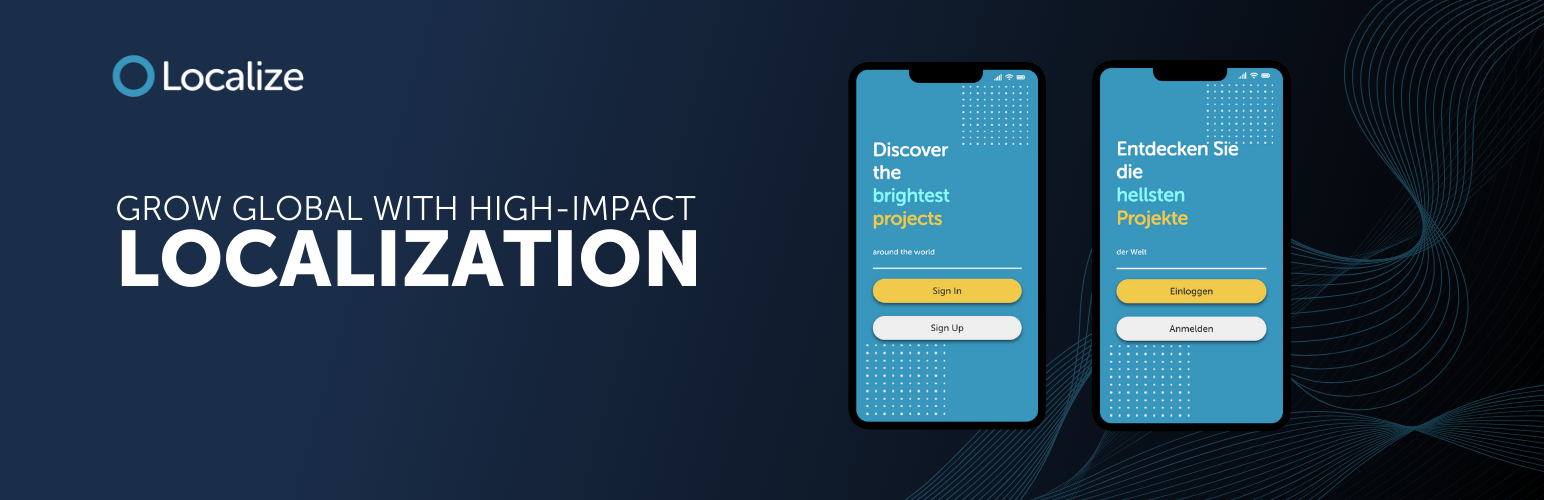 Localize
GROW GLOBAL WITH HIGH-IMPACT
LOCALIZATION
Discover
the
brightest
projects
around the world
Sign In
Sign Up
Entdecken Sie
die
hellsten
Projekte
der Welt
Einloggen
Anmelden